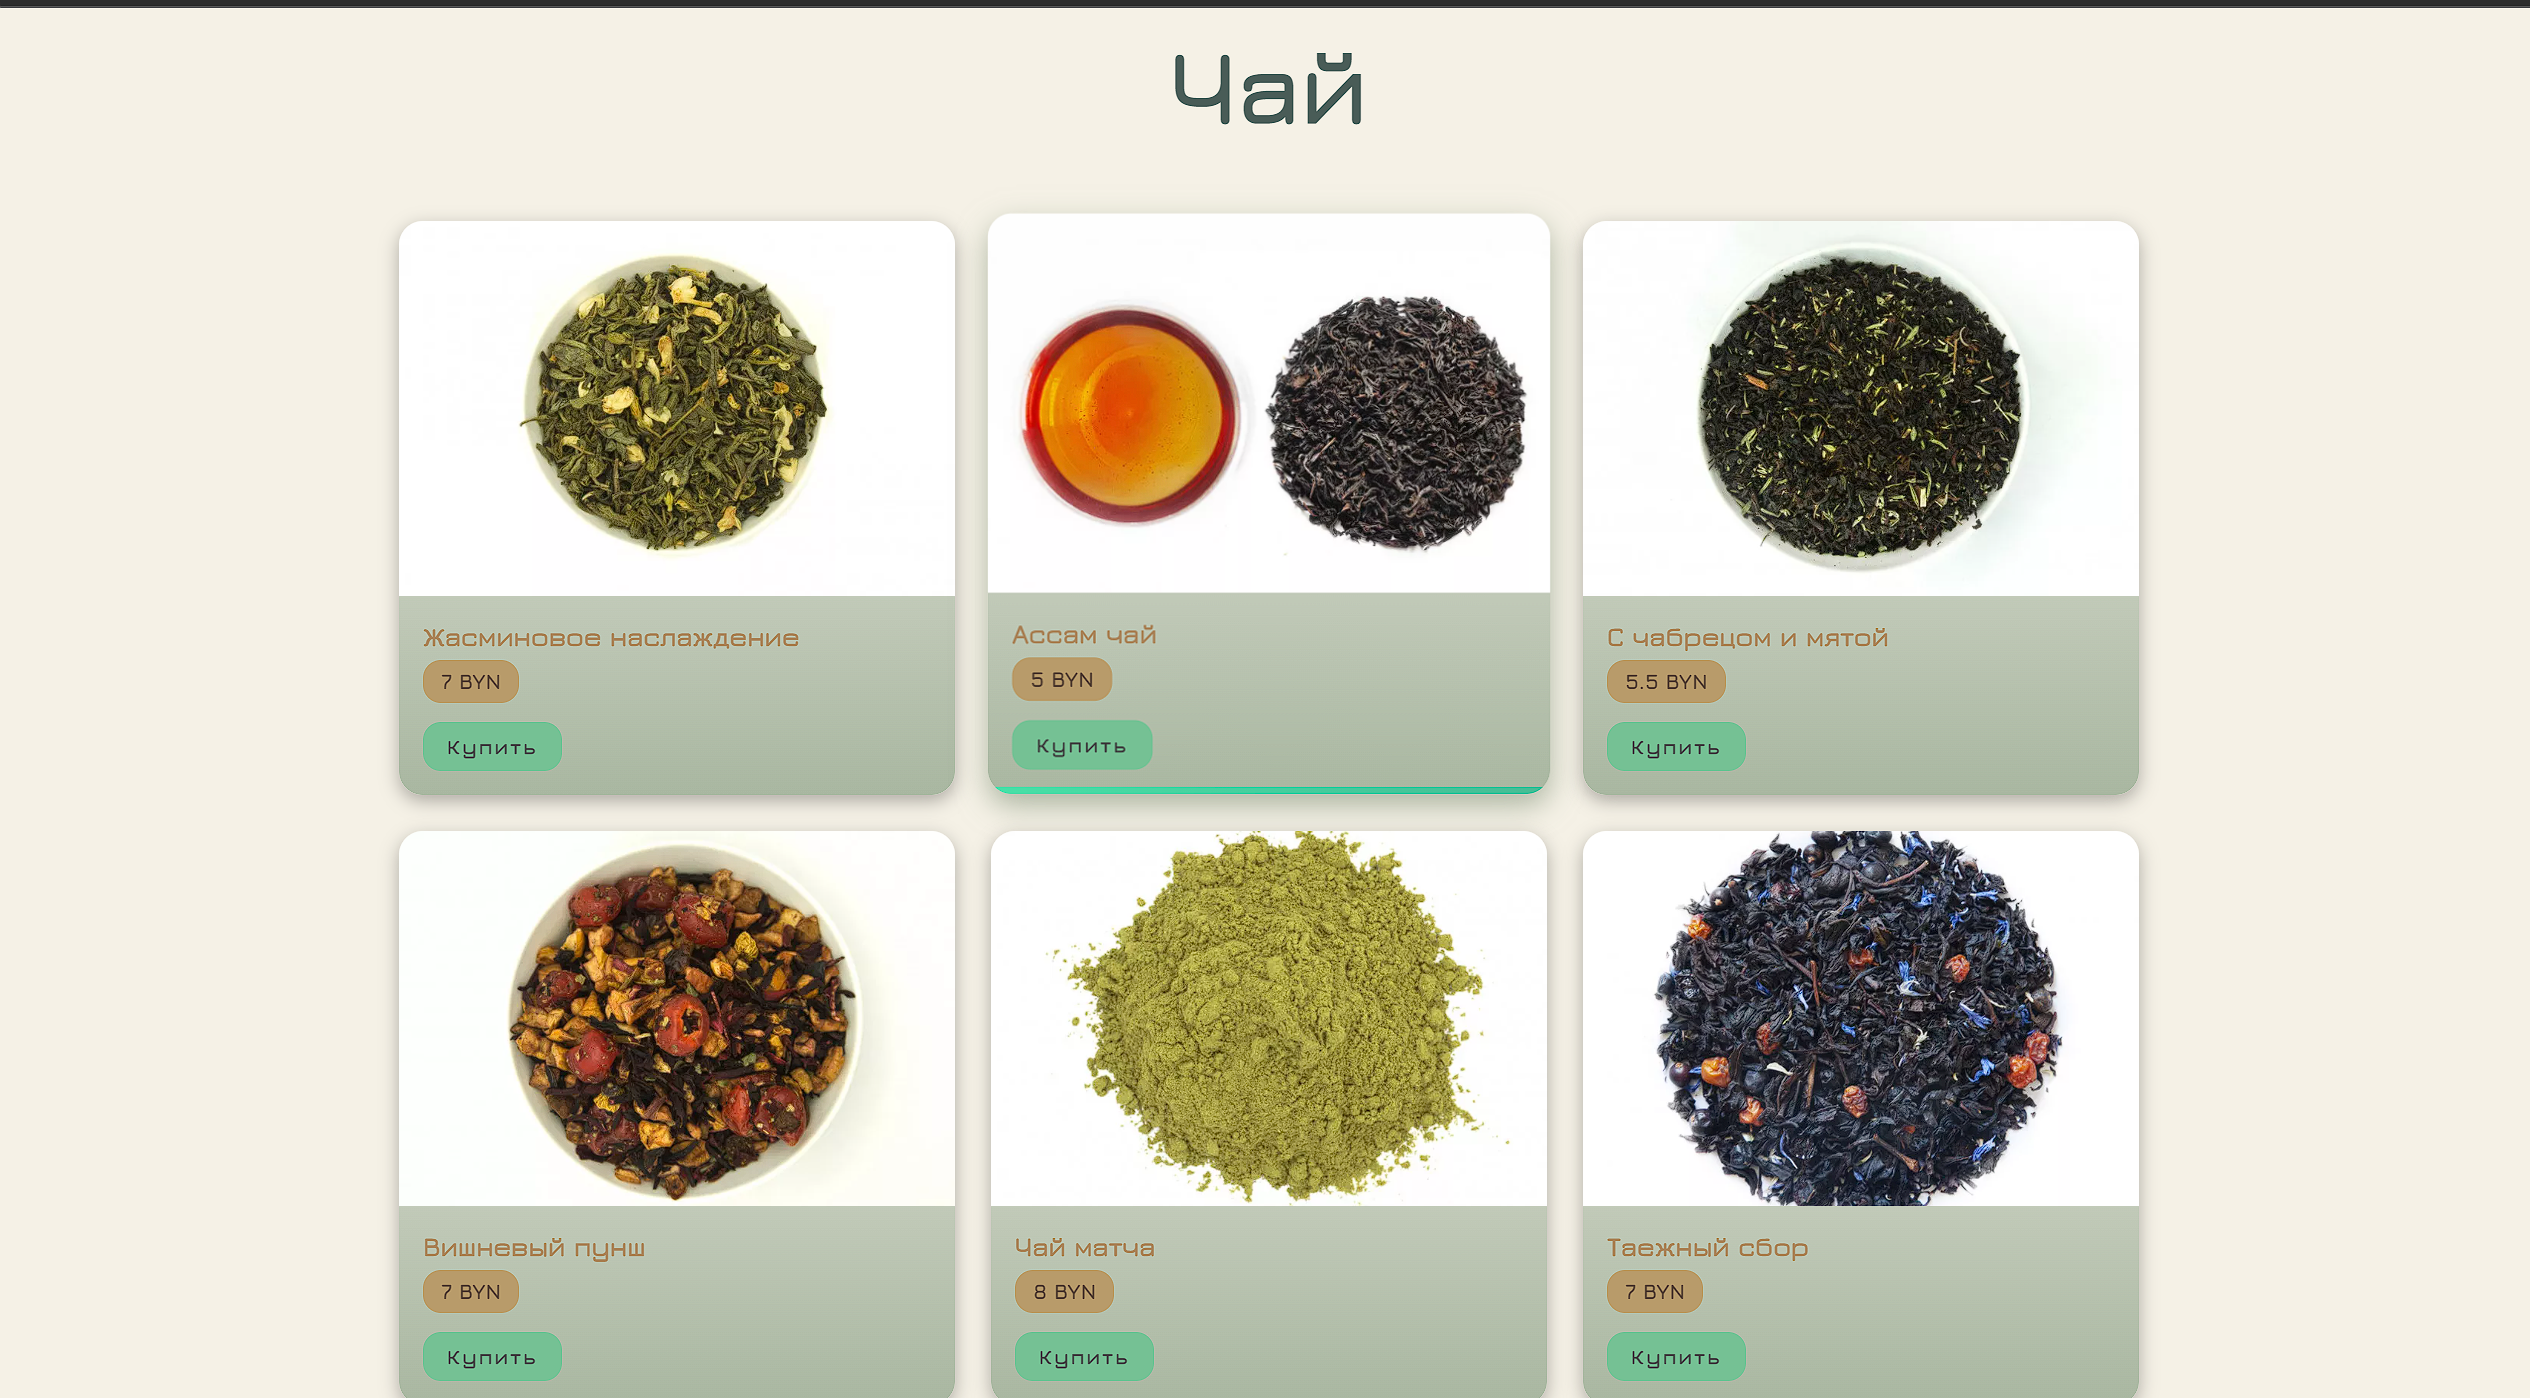 Чай
Жасминовое наслаждение
7 BYN
Купить
Ассам чай
5 BYN
Купить
С чабрецом и мятой
5.5 BYN
Купить
Вишневый пунш
7 BYN
Купить
Чай матча
8 BYN
Купить
Таежный сбор
7 BYN
Купить